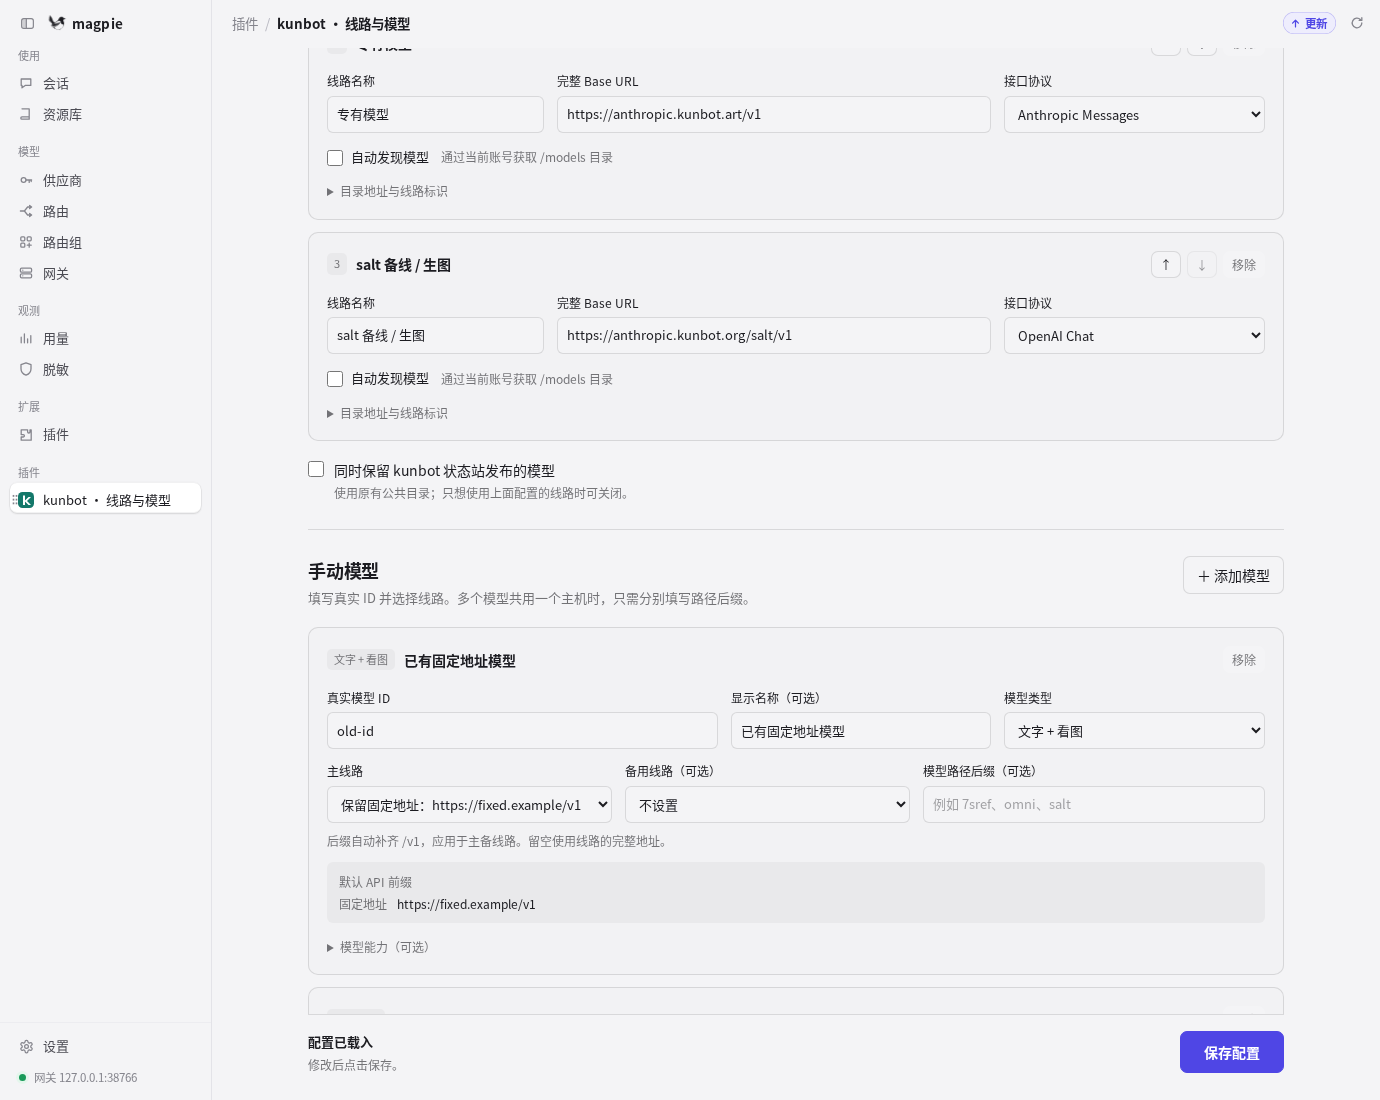 magpie
插件 / kunbot • 线路与模型
更新
使用
会话
资源库
模型
供应商
路由
路由组
网关
观测
用量
脱敏
扩展
插件
插件
kunbot • 线路与模型
设置
网关 127.0.0.1:38766
线路名称
完整 Base URL
接口协议
专有模型
https://anthropic.kunbot.art/v1
Anthropic Messages
自动发现模型 通过当前账号获取 /models 目录
目录地址与线路标识
3 salt 备线 / 生图
↑ ↓ 移除
线路名称
完整 Base URL
接口协议
salt 备线 / 生图
https://anthropic.kunbot.org/salt/v1
OpenAI Chat
自动发现模型 通过当前账号获取 /models 目录
目录地址与线路标识
同时保留 kunbot 状态站发布的模型
使用原有公共目录；只想使用上面配置的线路时可关闭。
手动模型
＋ 添加模型
填写真实 ID 并选择线路。多个模型共用一个主机时，只需分别填写路径后缀。
文字 + 看图 已有固定地址模型
移除
真实模型 ID
显示名称（可选）
模型类型
old-id
已有固定地址模型
文字 + 看图
主线路
备用线路（可选）
模型路径后缀（可选）
保留固定地址：https://fixed.example/v1
不设置
例如 7sref、omni、salt
后缀自动补齐 /v1，应用于主备线路。留空使用线路的完整地址。
默认 API 前缀
固定地址 https://fixed.example/v1
模型能力（可选）
配置已载入
修改后点击保存。
保存配置